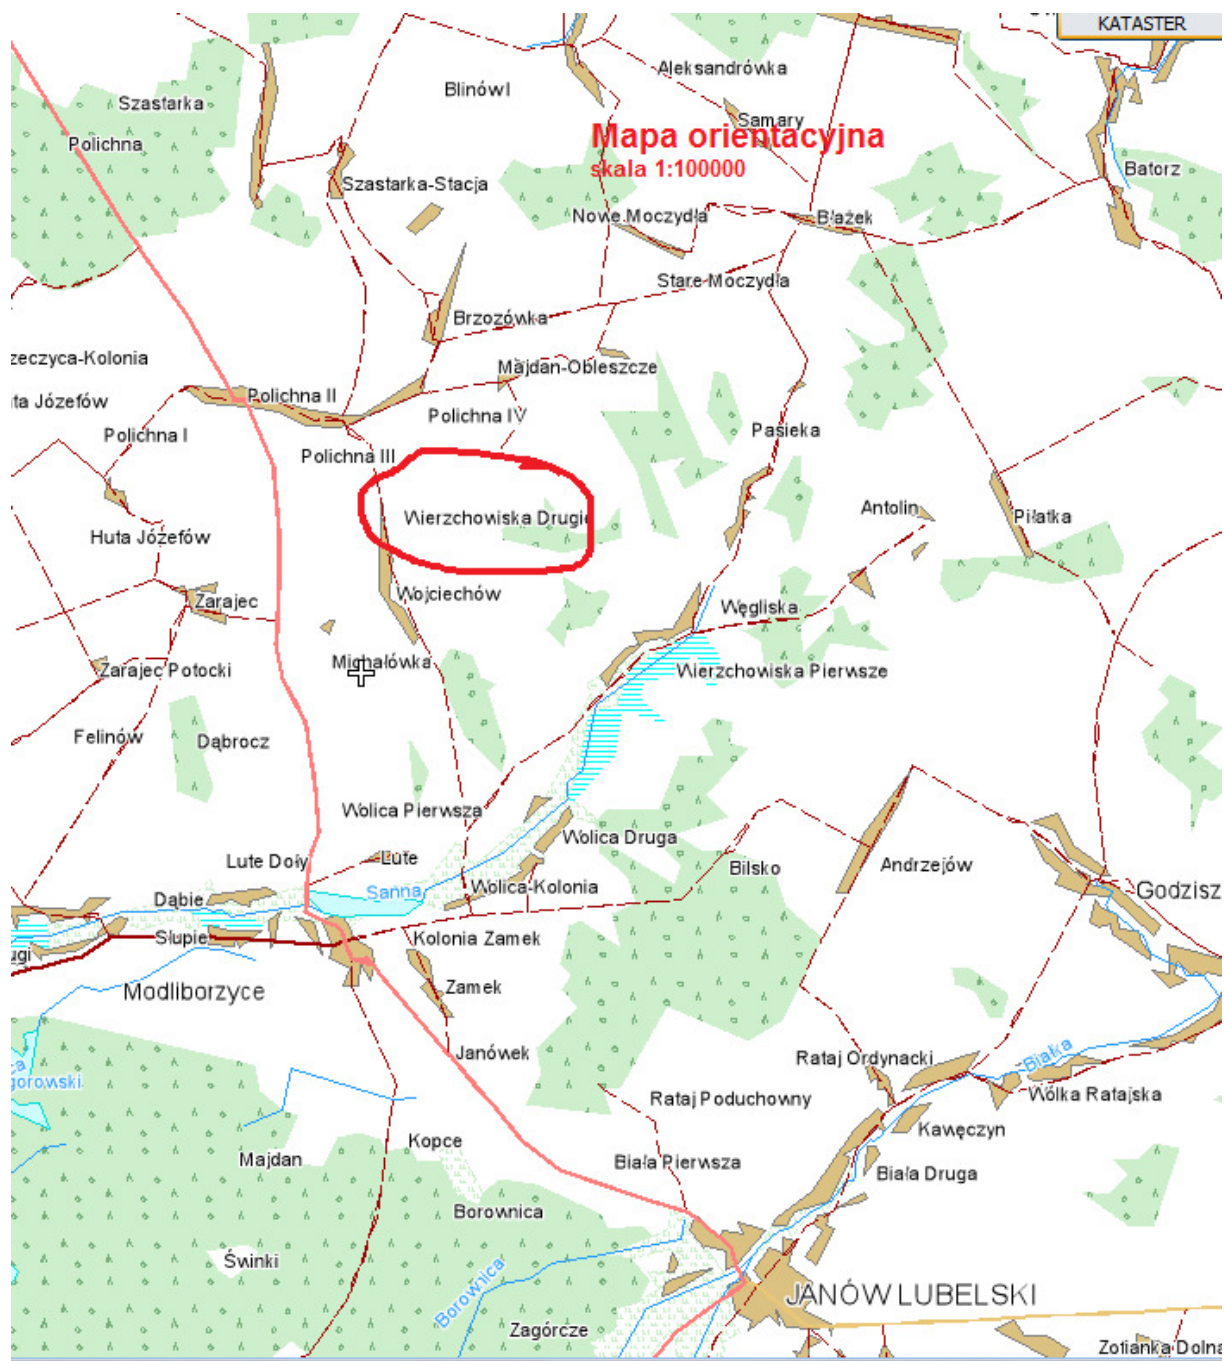 KATASTER
Aleksandrówka
Blinów I
Szastarka
Samary
Mapa orientacyjna
skala 1:100000
Polichna
Batorz
Szastarka-Stacja
Nowe Moczydła
Błażek
Stare Moczydła
Brzozówka
zeczyca-Kolonia
Majdan-Obleszcze
Polichna II
ta Józefów
Polichna IV
Polichna I
Pasieka
Polichna III
Antolin
Piłatka
Wierzchowiska Drugie
Huta Józefów
Wojciechów
Zarajec
Węgliska
Michałówka
Zarajec Potocki
Wierzchowiska Pierwsze
Felinów
Dąbrocz
Wolica Pierwsza
Wolica Druga
Lute Doły
Lute
Bilsko
Andrzejów
Sanna
Wolica-Kolonia
Godzisz
Dąbie
Słupie
Kolonia Zamek
ugi
Modliborzyce
Zamek
Janówek
Rataj Ordynacki
Białka
ca
gorowski
Rataj Poduchowny
Wólka Ratajska
Kopce
Kawęczyn
Majdan
Biała Pierwsza
Biała Druga
Borownica
Świnki
Borownica
JANÓW LUBELSKI
Zagórcze
Zofianka Dolna